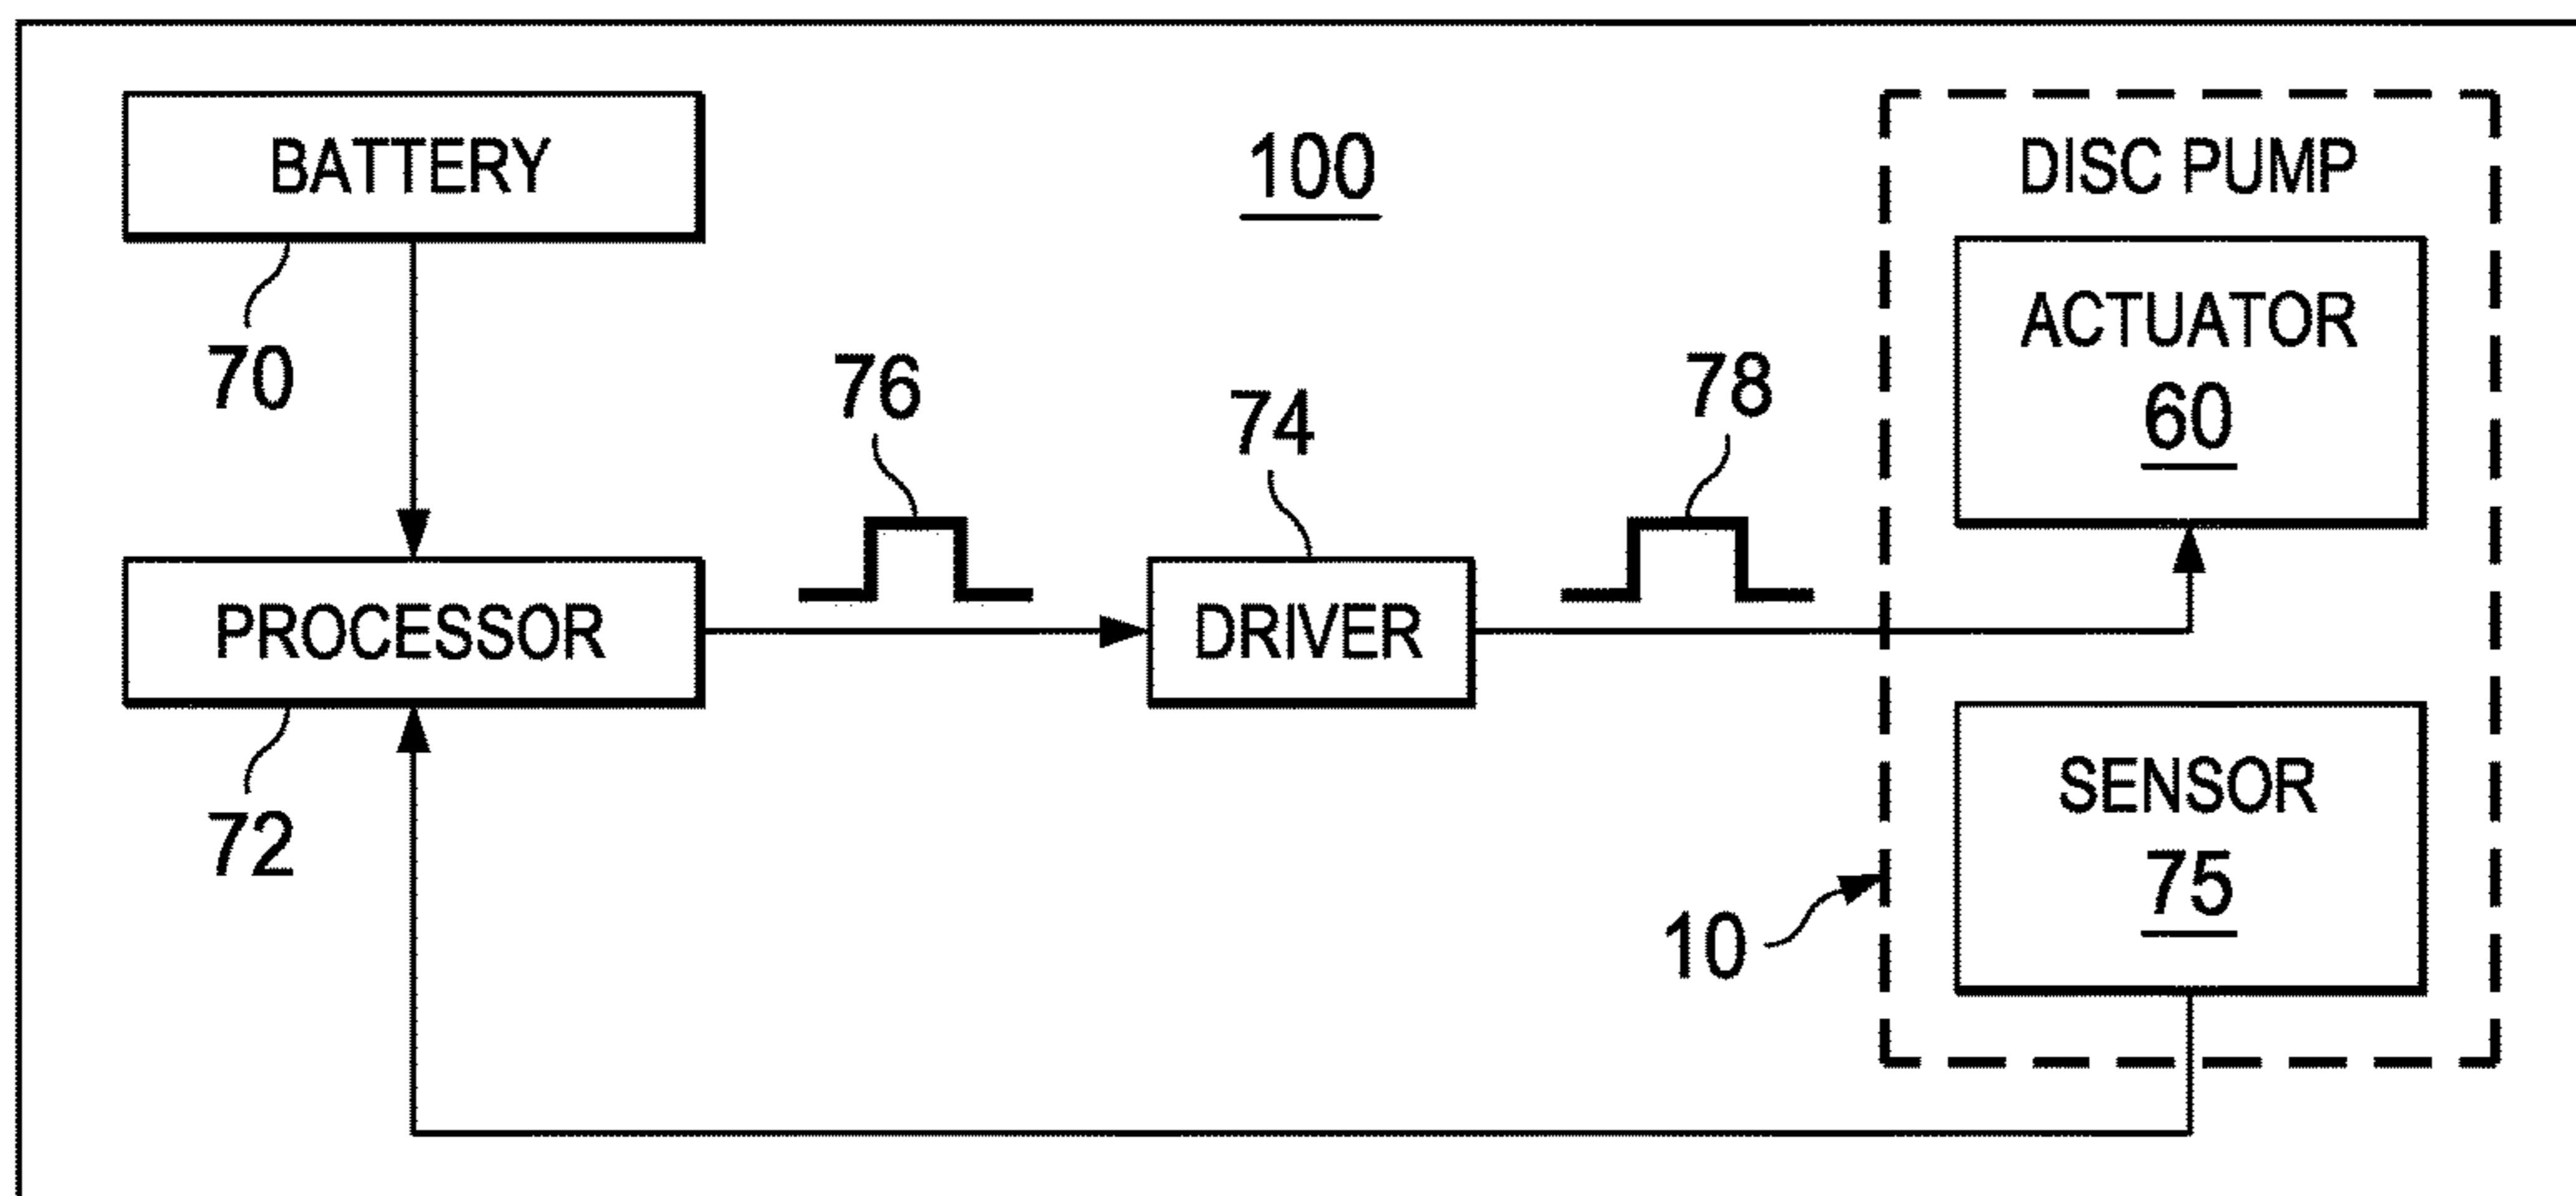 BATTERY
70
100
DISC PUMP
ACTUATOR
60
76
74
78
PROCESSOR
72
DRIVER
SENSOR
75
10